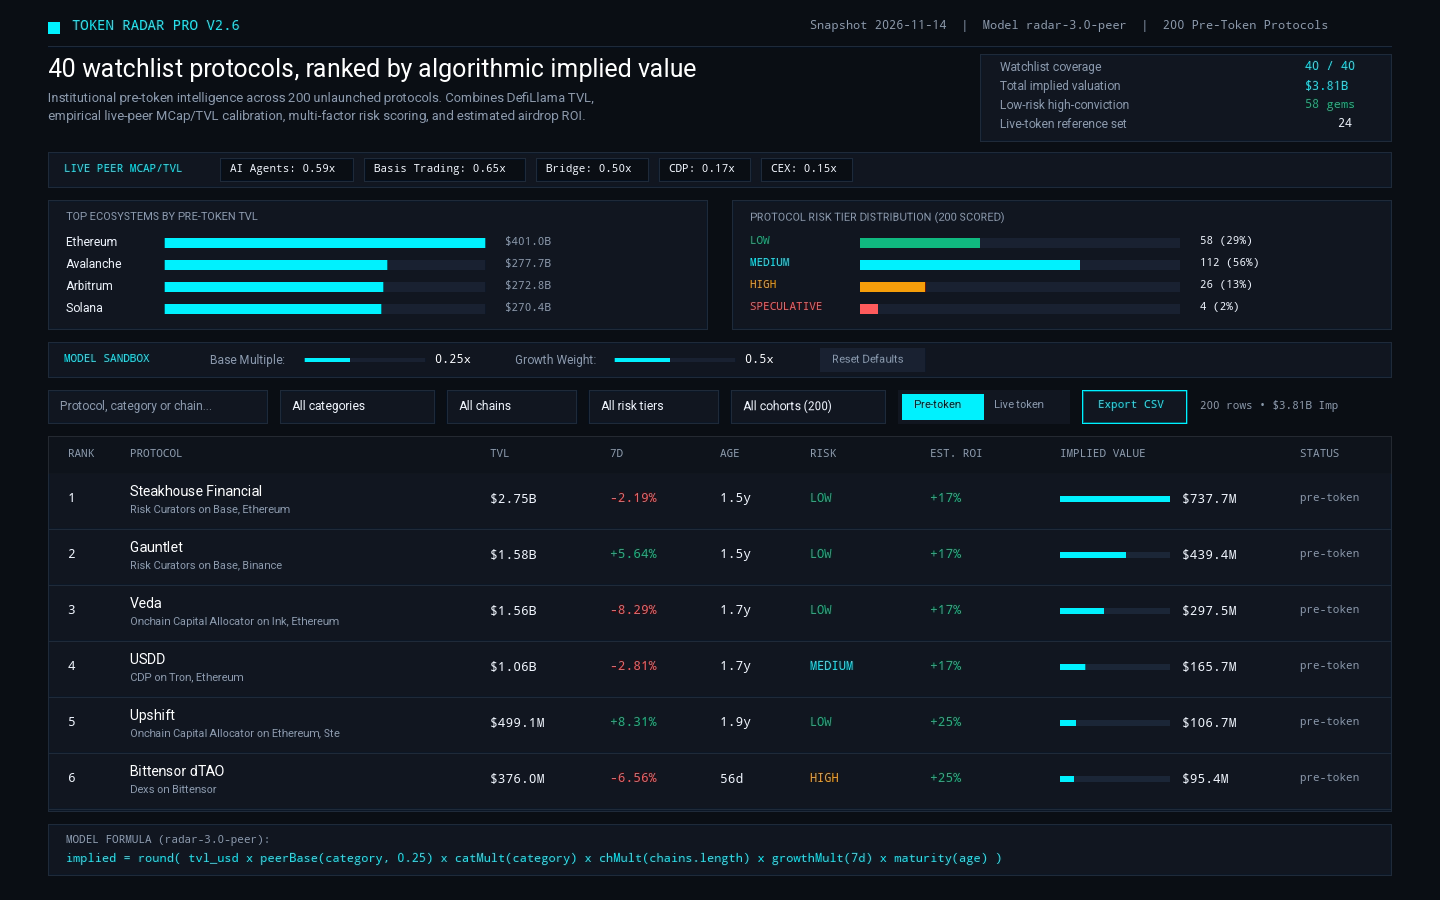 TOKEN RADAR PRO V2.6
Snapshot 2026-11-14 | Model radar-3.0-peer | 200 Pre-Token Protocols
40 watchlist protocols, ranked by algorithmic implied value
Institutional pre-token intelligence across 200 unlaunched protocols. Combines DefiLlama TVL,
empirical live-peer MCap/TVL calibration, multi-factor risk scoring, and estimated airdrop ROI.
Watchlist coverage 40 / 40
Total implied valuation $3.81B
Low-risk high-conviction 58 gems
Live-token reference set 24
LIVE PEER MCAP/TVL AI Agents: 0.59x Basis Trading: 0.65x Bridge: 0.50x CDP: 0.17x CEX: 0.15x
TOP ECOSYSTEMS BY PRE-TOKEN TVL
Ethereum $401.0B
Avalanche $277.7B
Arbitrum $272.8B
Solana $270.4B
PROTOCOL RISK TIER DISTRIBUTION (200 SCORED)
LOW 58 (29%)
MEDIUM 112 (56%)
HIGH 26 (13%)
SPECULATIVE 4 (2%)
MODEL SANDBOX Base Multiple: 0.25x Growth Weight: 0.5x Reset Defaults
Protocol, category or chain... All categories All chains All risk tiers All cohorts (200) Pre-token Live token Export CSV 200 rows • $3.81B Imp
RANK PROTOCOL TVL 7D AGE RISK EST. ROI IMPLIED VALUE STATUS
1 Steakhouse Financial $2.75B -2.19% 1.5y LOW +17% $737.7M pre-token
Risk Curators on Base, Ethereum
2 Gauntlet $1.58B +5.64% 1.5y LOW +17% $439.4M pre-token
Risk Curators on Base, Binance
3 Veda $1.56B -8.29% 1.7y LOW +17% $297.5M pre-token
Onchain Capital Allocator on Ink, Ethereum
4 USDD $1.06B -2.81% 1.7y MEDIUM +17% $165.7M pre-token
CDP on Tron, Ethereum
5 Upshift $499.1M +8.31% 1.9y LOW +25% $106.7M pre-token
Onchain Capital Allocator on Ethereum, Ste
6 Bittensor dTAO $376.0M -6.56% 56d HIGH +25% $95.4M pre-token
Dexs on Bittensor
MODEL FORMULA (radar-3.0-peer):
implied = round( tvl_usd x peerBase(category, 0.25) x catMult(category) x chMult(chains.length) x growthMult(7d) x maturity(age) )